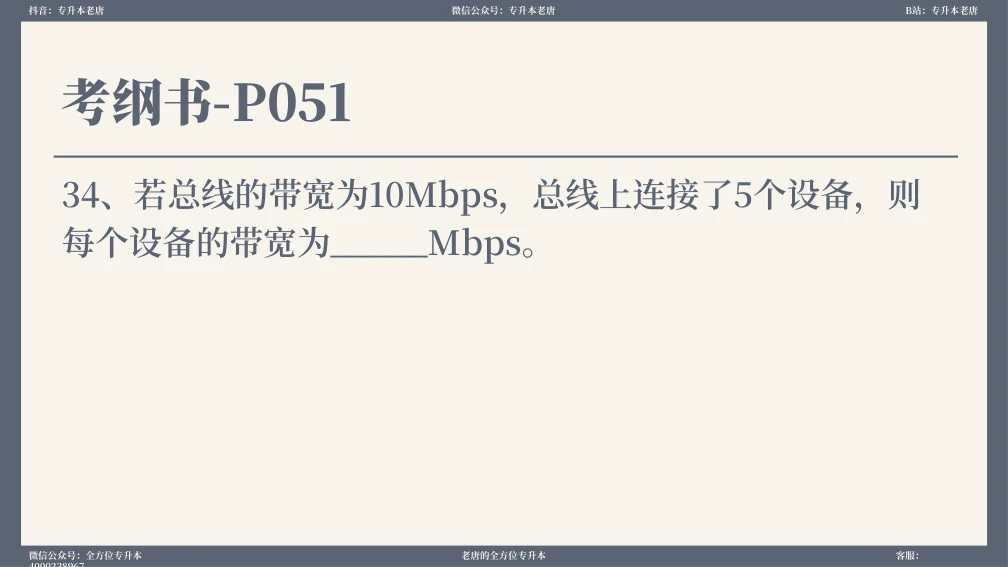 抖音：专升本老唐
微信公众号：专升本老唐
B站：专升本老唐
考纲书-P051
34、若总线的带宽为10Mbps，总线上连接了5个设备，则
每个设备的带宽为_____Mbps。
微信公众号：全方位专升本
老唐的全方位专升本
客服：
4000238967